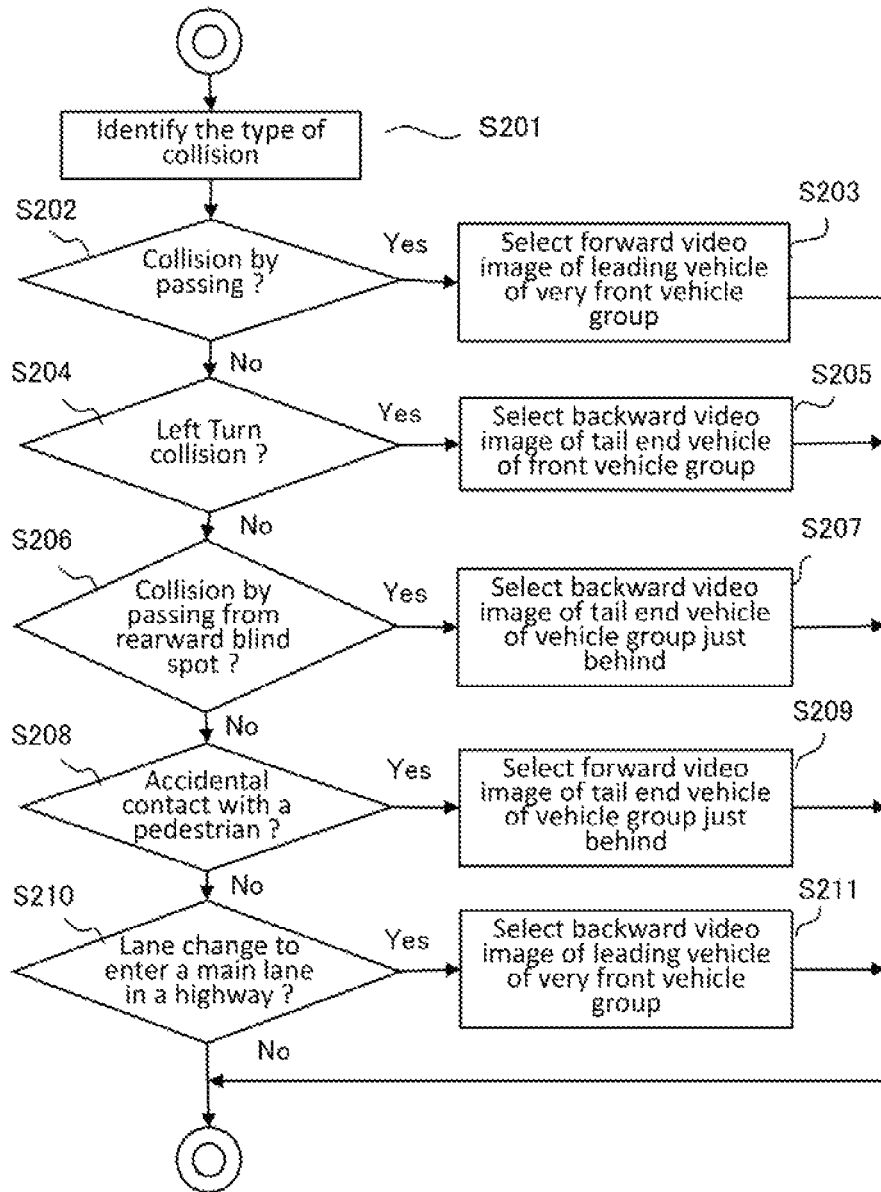 Identify the type of
collision
S201
S202
Collision by
passing ?
Yes
Select forward video
image of leading vehicle
of very front vehicle
group
S203
No
S204
Left Turn
collision ?
Yes
Select backward video
image of tail end vehicle
of front vehicle group
S205
No
S206
Collision by
passing from
rearward blind
spot ?
Yes
Select backward video
image of tail end vehicle
of vehicle group just
behind
S207
No
S208
Accidental
contact with a
pedestrian ?
Yes
Select forward video
image of tail end vehicle
of vehicle group just
behind
S209
No
S210
Lane change to
enter a main lane
in a highway ?
Yes
Select backward video
image of leading vehicle
of very front vehicle
group
S211
No